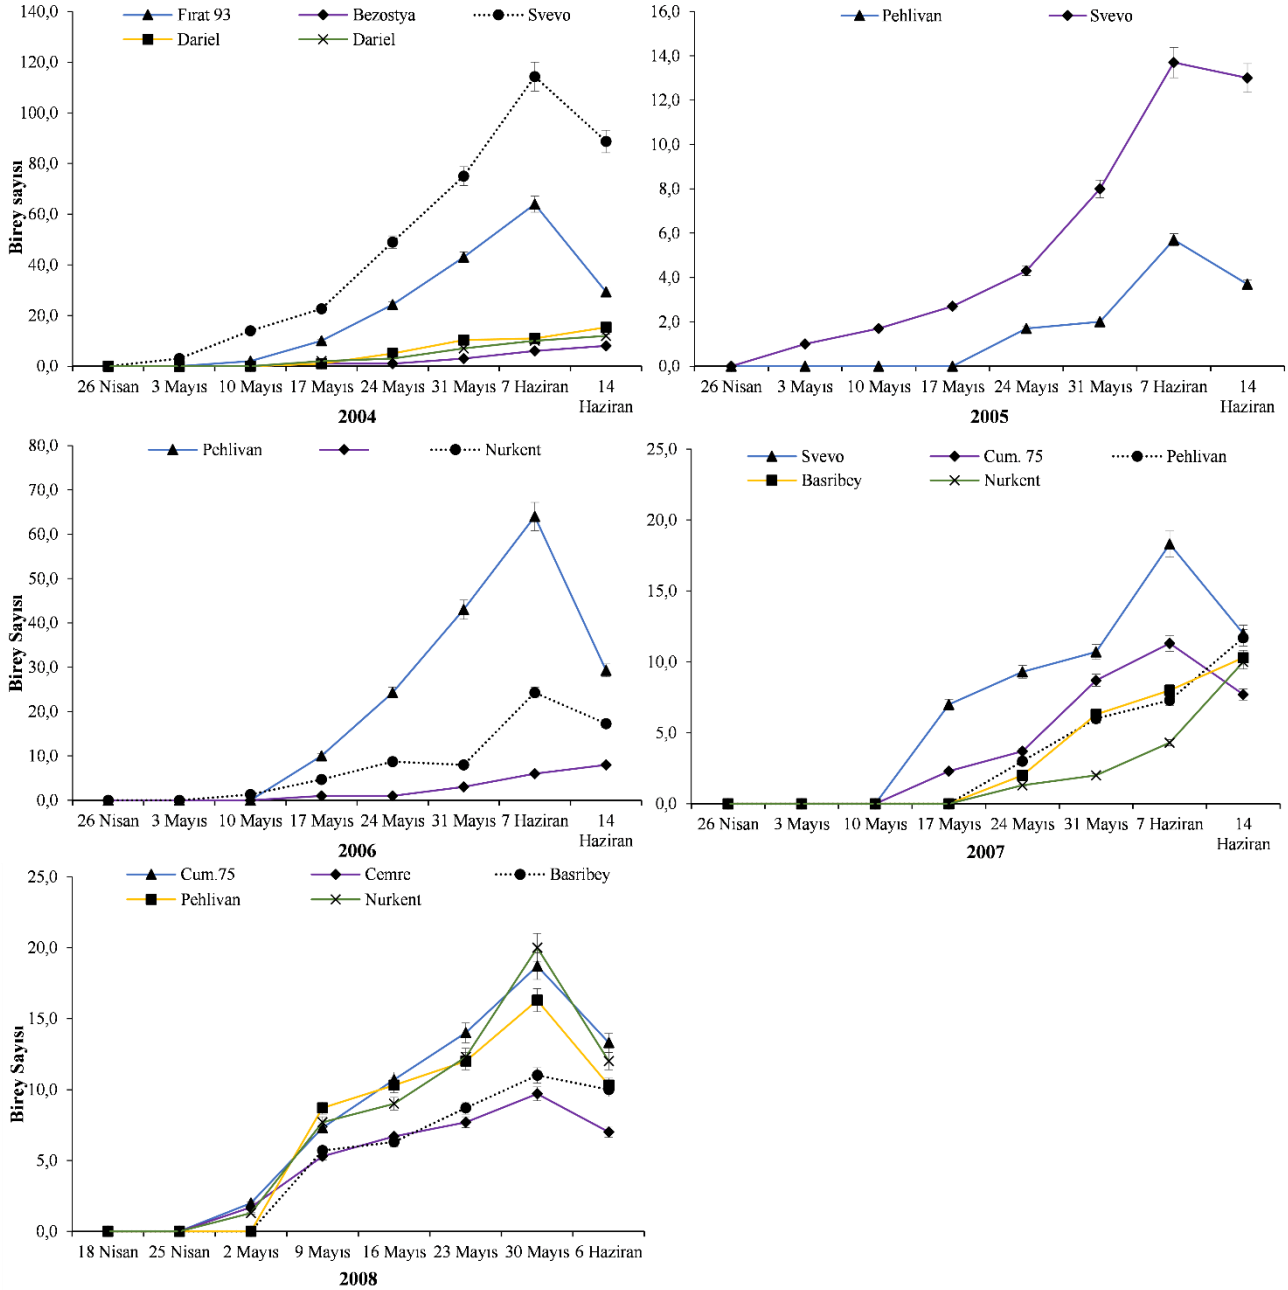 Fırat 93 Bezostya Svevo
Dariel Dariel
140,0
120,0
100,0
80,0
60,0
40,0
20,0
0,0
Birey sayısı
26 Nisan 3 Mayıs 10 Mayıs 17 Mayıs 24 Mayıs 31 Mayıs 7 Haziran 14 Haziran
2004
Pehlivan Svevo
16,0
14,0
12,0
10,0
8,0
6,0
4,0
2,0
0,0
26 Nisan 3 Mayıs 10 Mayıs 17 Mayıs 24 Mayıs 31 Mayıs 7 Haziran 14 Haziran
2005
Pehlivan Nurkent
80,0
70,0
60,0
50,0
40,0
30,0
20,0
10,0
0,0
Birey Sayısı
26 Nisan 3 Mayıs 10 Mayıs 17 Mayıs 24 Mayıs 31 Mayıs 7 Haziran 14 Haziran
2006
Svevo Cum. 75 Pehlivan
Basribey Nurkent
25,0
20,0
15,0
10,0
5,0
0,0
26 Nisan 3 Mayıs 10 Mayıs 17 Mayıs 24 Mayıs 31 Mayıs 7 Haziran 14 Haziran
2007
Cum.75 Cemre Basribey
Pehlivan Nurkent
25,0
20,0
15,0
10,0
5,0
0,0
Birey Sayısı
18 Nisan 25 Nisan 2 Mayıs 9 Mayıs 16 Mayıs 23 Mayıs 30 Mayıs 6 Haziran
2008